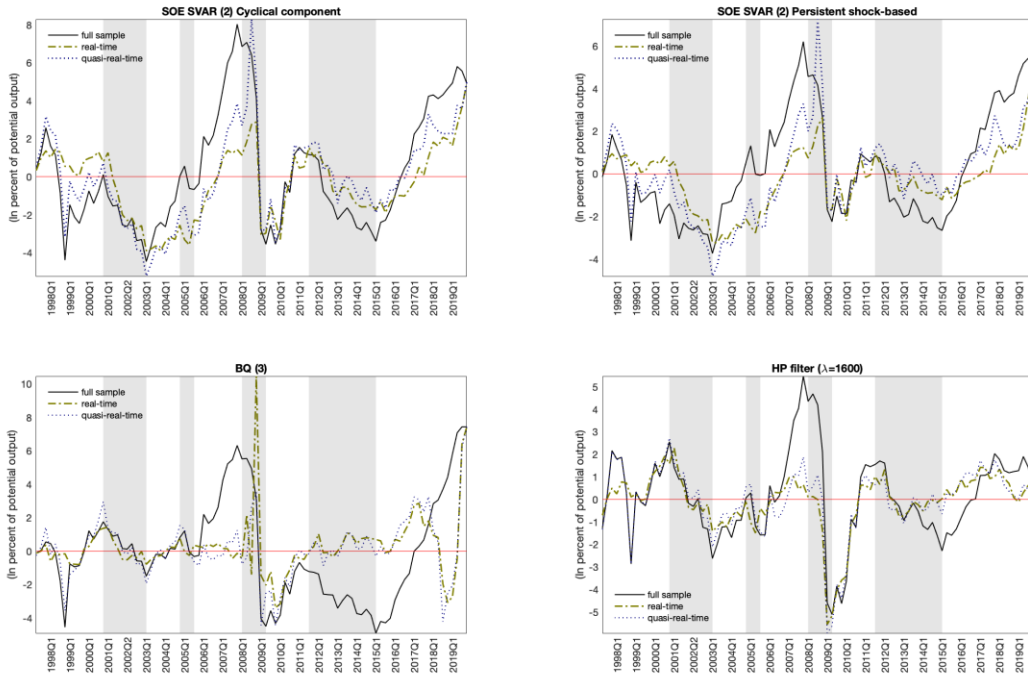 SOE SVAR (2) Cyclical component
(In percent of potential output)
8
6
4
2
0
-2
-4
full sample
real-time
quasi-real-time
1998Q1
1999Q1
2000Q1
2001Q1
2002Q2
2003Q1
2004Q1
2005Q1
2006Q1
2007Q1
2008Q1
2009Q1
2010Q1
2011Q1
2012Q1
2013Q1
2014Q1
2015Q1
2016Q1
2017Q1
2018Q1
2019Q1
SOE SVAR (2) Persistent shock-based
(In percent of potential output)
6
4
2
0
-2
-4
full sample
real-time
quasi-real-time
1998Q1
1999Q1
2000Q1
2001Q1
2002Q2
2003Q1
2004Q1
2005Q1
2006Q1
2007Q1
2008Q1
2009Q1
2010Q1
2011Q1
2012Q1
2013Q1
2014Q1
2015Q1
2016Q1
2017Q1
2018Q1
2019Q1
BQ (3)
(In percent of potential output)
10
8
6
4
2
0
-2
-4
full sample
real-time
quasi-real-time
1998Q1
1999Q1
2000Q1
2001Q1
2002Q2
2003Q1
2004Q1
2005Q1
2006Q1
2007Q1
2008Q1
2009Q1
2010Q1
2011Q1
2012Q1
2013Q1
2014Q1
2015Q1
2016Q1
2017Q1
2018Q1
2019Q1
HP filter (λ=1600)
(In percent of potential output)
5
4
3
2
1
0
-1
-2
-3
-4
-5
full sample
real-time
quasi-real-time
1998Q1
1999Q1
2000Q1
2001Q1
2002Q2
2003Q1
2004Q1
2005Q1
2006Q1
2007Q1
2008Q1
2009Q1
2010Q1
2011Q1
2012Q1
2013Q1
2014Q1
2015Q1
2016Q1
2017Q1
2018Q1
2019Q1